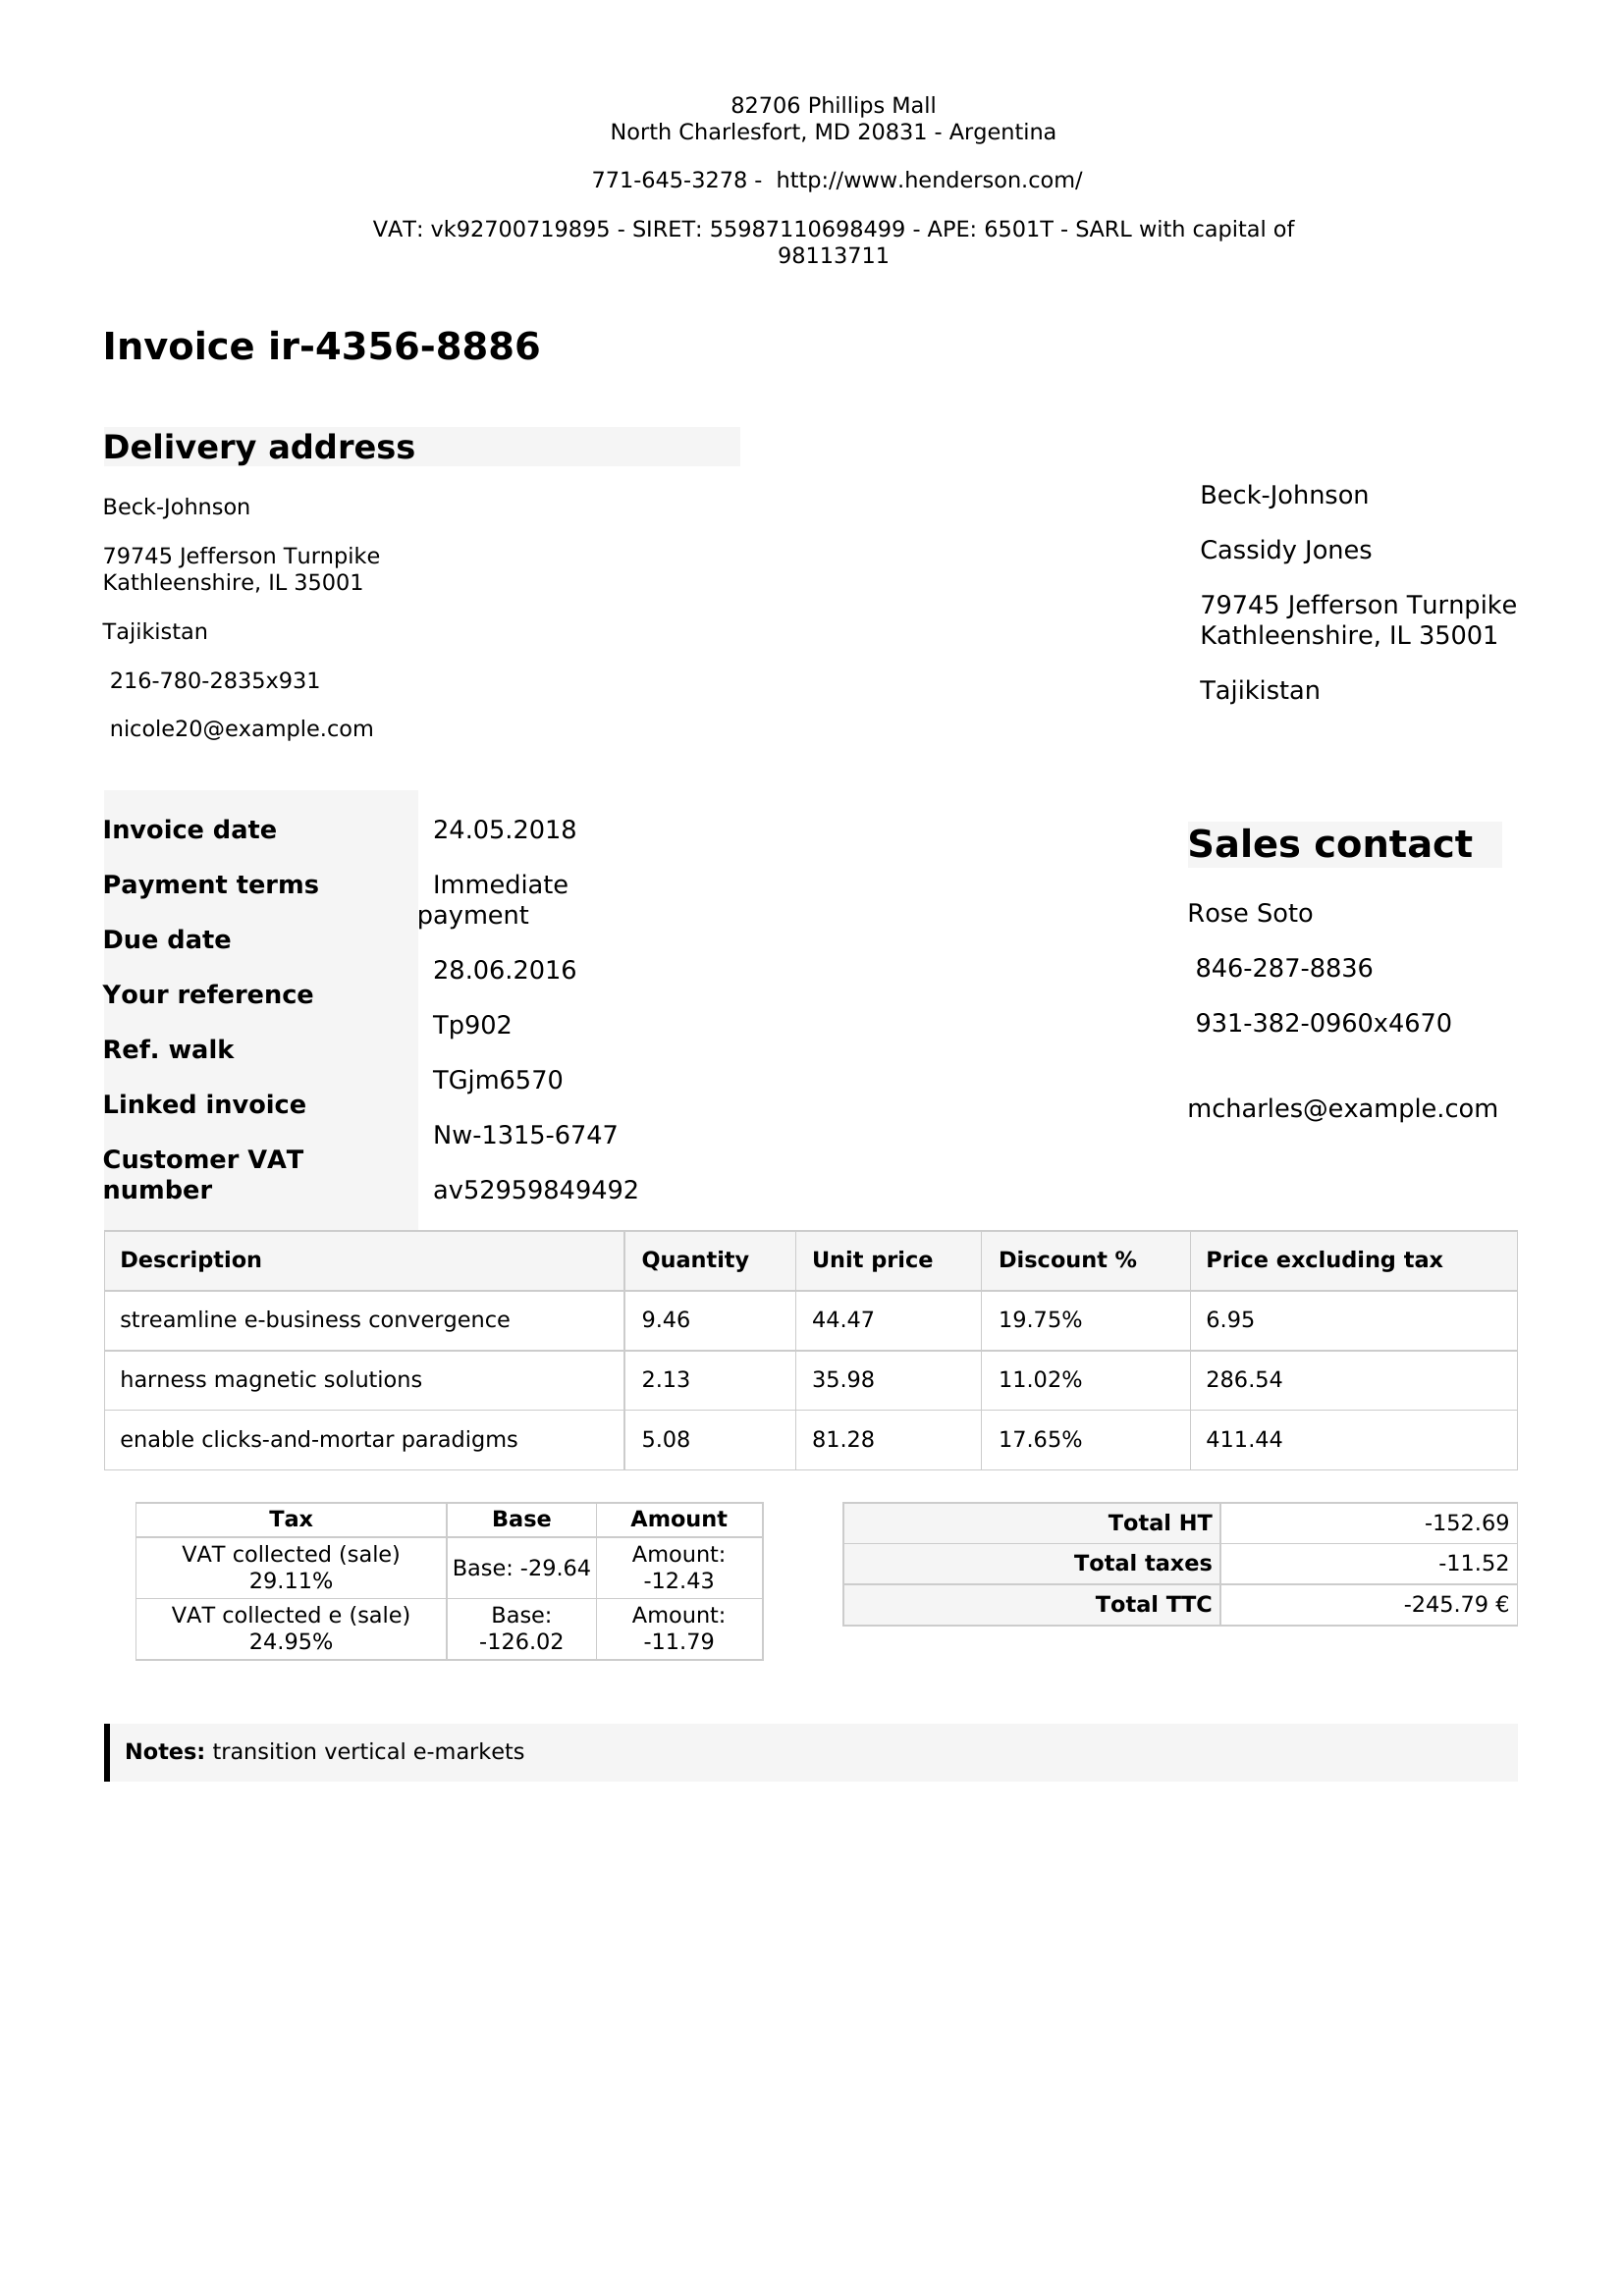 82706 Phillips Mall
North Charlesfort, MD 20831 - Argentina
771-645-3278 -  http://www.henderson.com/
VAT: vk92700719895 - SIRET: 55987110698499 - APE: 6501T - SARL with capital of
98113711
Invoice ir-4356-8886
Delivery address
Beck-Johnson
79745 Jefferson Turnpike
Kathleenshire, IL 35001
Tajikistan
216-780-2835x931
nicole20@example.com
Beck-Johnson
Cassidy Jones
79745 Jefferson Turnpike
Kathleenshire, IL 35001
Tajikistan
Invoice date
Payment terms
Due date
Your reference
Ref. walk
Linked invoice
Customer VAT
number
24.05.2018
Immediate
payment
28.06.2016
Tp902
TGjm6570
Nw-1315-6747
av52959849492
Sales contact
Rose Soto
846-287-8836
931-382-0960x4670
mcharles@example.com
Description Quantity Unit price Discount % Price excluding tax
streamline e-business convergence 9.46 44.47 19.75% 6.95
harness magnetic solutions 2.13 35.98 11.02% 286.54
enable clicks-and-mortar paradigms 5.08 81.28 17.65% 411.44
Tax Base Amount
VAT collected (sale)
29.11%
Base: -29.64
Amount:
-12.43
VAT collected e (sale)
24.95%
Base:
-126.02
Amount:
-11.79
Total HT -152.69
Total taxes -11.52
Total TTC -245.79 €
Notes: transition vertical e-markets